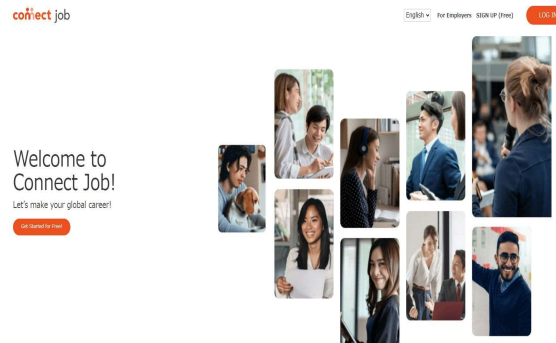 connect job
English
For Employers
SIGN UP (Free)
LOG IN
Welcome to
Connect Job!
Let's make your global career!
Get Started for Free!